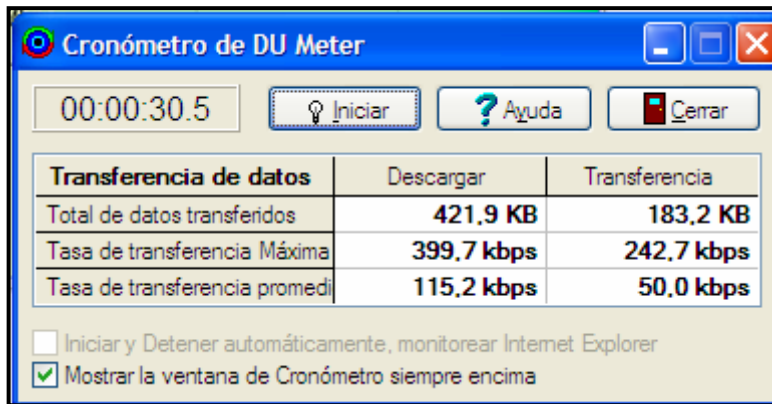 Cronómetro de DU Meter
00:00:30.5 Iniciar Ayuda Cerrar
Transferencia de datos Descargar Transferencia
Total de datos transferidos 421,9 KB 183,2 KB
Tasa de transferencia Máxima 399,7 kbps 242,7 kbps
Tasa de transferencia promedi 115,2 kbps 50,0 kbps
Iniciar y Detener automáticamente, monitorear Internet Explorer
Mostrar la ventana de Cronómetro siempre encima